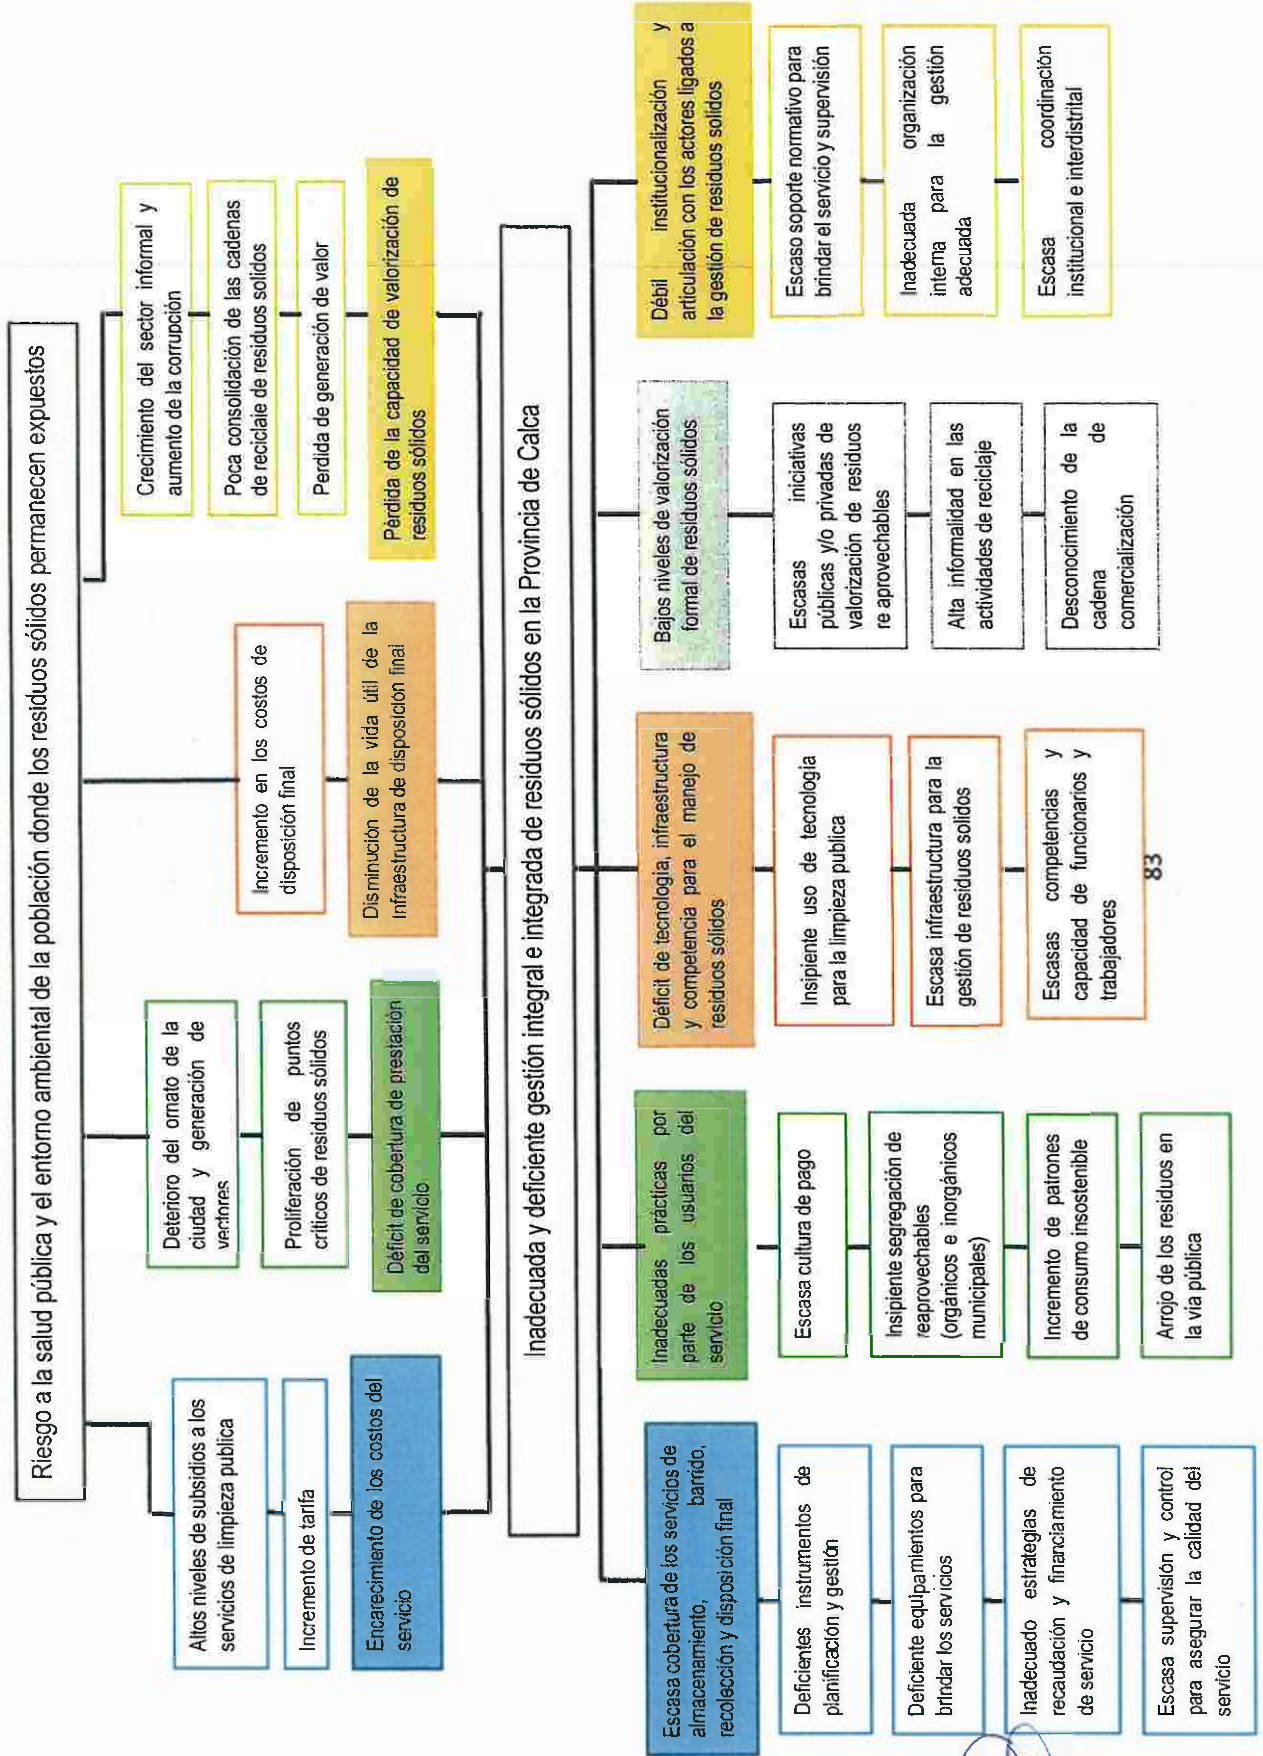 Riesgo a la salud pública y el entorno ambiental de la población donde los residuos sólidos permanecen expuestos
Altos niveles de subsidios a los
servicios de limpieza publica
Incremento de tarifa
Encarecimiento de los costos del
servicio
Deterioro del ornato de la
ciudad y generación de
vectores
Proliferación de puntos
críticos de residuos sólidos
Déficit de cobertura de prestación
del servicio
Incremento en los costos de
disposición final
Disminución de la vida útil de la
Infraestructura de disposición final
Crecimiento del sector informal y
aumento de la corrupción
Poca consolidación de las cadenas
de reciclaje de residuos solidos
Perdida de generación de valor
Pérdida de la capacidad de valorización de
residuos sólidos
Inadecuada y deficiente gestión integral e integrada de residuos sólidos en la Provincia de Calca
Escasa cobertura de los servicios de
almacenamiento, barrido,
recolección y disposición final
Deficientes instrumentos de
planificación y gestión
Deficiente equipamientos para
brindar los servicios
Inadecuado estrategias de
recaudación y financiamiento
de servicio
Escasa supervisión y control
para asegurar la calidad del
servicio
Inadecuadas prácticas por
parte de los usuarios del
servicio
Escasa cultura de pago
Insipiente segregación de
reaprovechables
(orgánicos e inorgánicos
municipales)
Incremento de patrones
de consumo insostenible
Arrojo de los residuos en
la vía pública
Déficit de tecnología, infraestructura
y competencia para el manejo de
residuos sólidos
Insipiente uso de tecnología
para la limpieza publica
Escasa infraestructura para la
gestión de residuos solidos
Escasas competencias y
capacidad de funcionarios y
trabajadores
Bajos niveles de valorización
formal de residuos sólidos
Escasas iniciativas
públicas y/o privadas de
valorización de residuos
re aprovechables
Alta informalidad en las
actividades de reciclaje
Desconocimiento de la
cadena de
comercialización
Débil institucionalización y
articulación con los actores ligados a
la gestión de residuos solidos
Escaso soporte normativo para
brindar el servicio y supervisión
Inadecuada organización
interna para la gestión
adecuada
Escasa coordinación
institucional e interdistrital
83